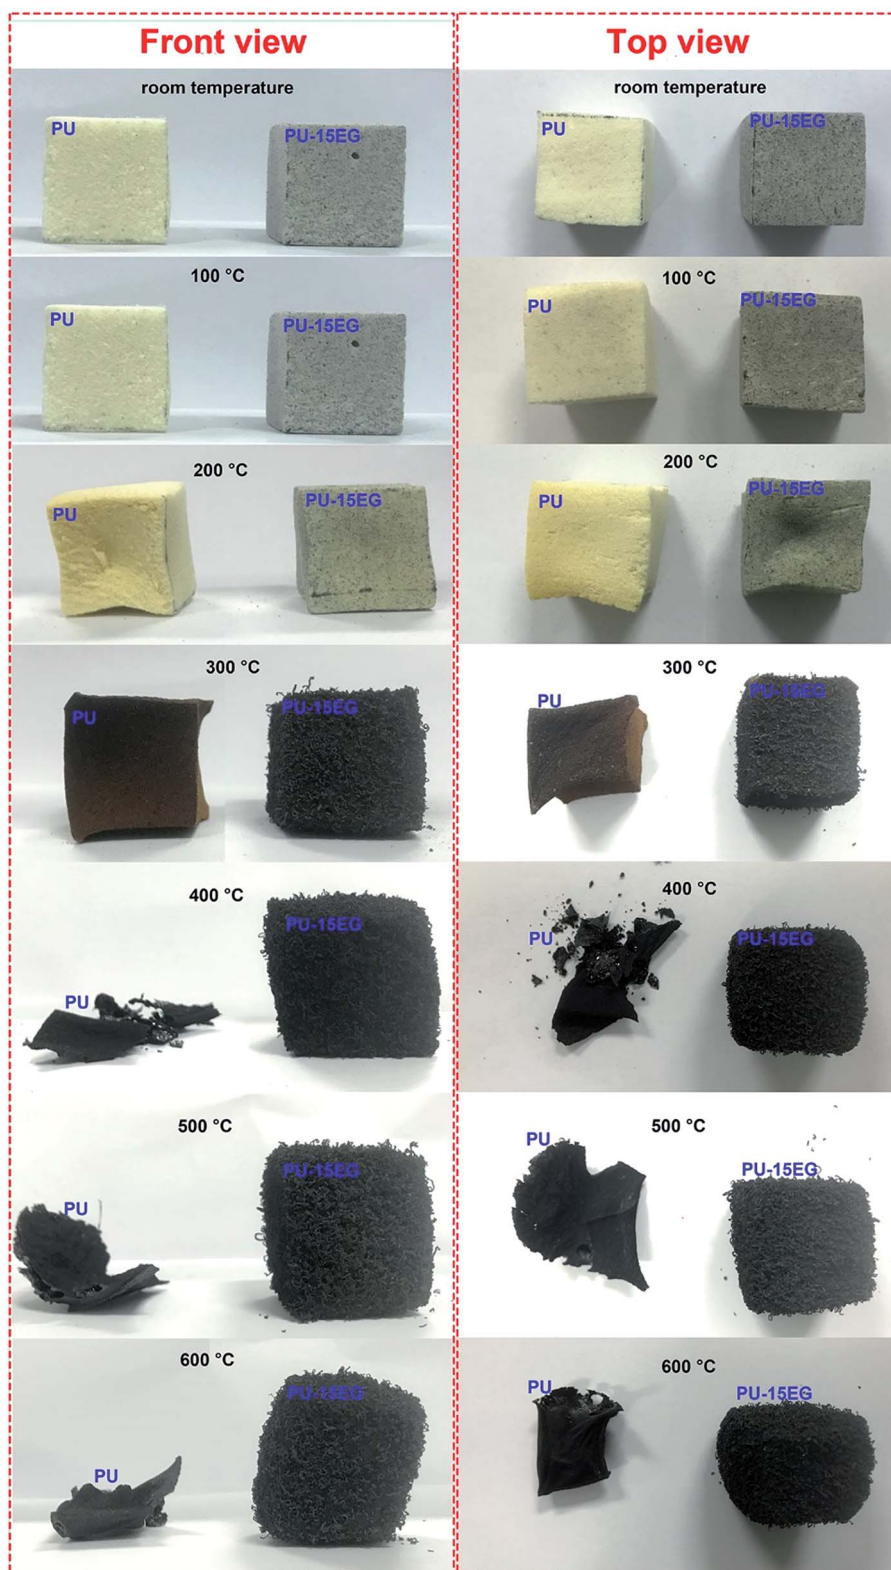 Front view
room temperature
PU
PU-15EG
100 °C
PU
PU-15EG
200 °C
PU
PU-15EG
300 °C
PU
PU-15EG
400 °C
PU-15EG
PU
500 °C
PU-15EG
PU
600 °C
PU-15EG
PU
Top view
room temperature
PU
PU-15EG
100 °C
PU
PU-15EG
200 °C
PU
PU-15EG
300 °C
PU
PU-15EG
400 °C
PU
PU-15EG
500 °C
PU
PU-15EG
600 °C
PU
PU-15EG